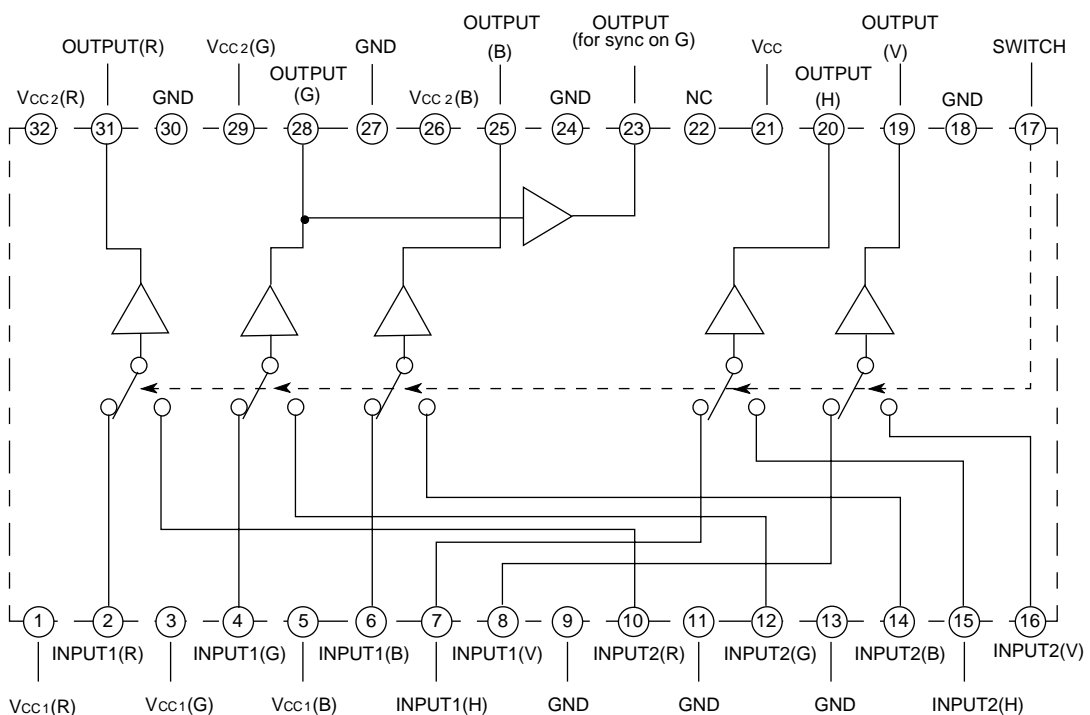 OUTPUT(R)
VCC2(G)
GND
OUTPUT
(B)
OUTPUT
(for sync on G)
VCC
OUTPUT
(V)
SWITCH
VCC2(R)
GND
OUTPUT
(G)
VCC2(B)
GND
NC
OUTPUT
(H)
GND
32 31 30 29 28 27 26 25 24 23 22 21 20 19 18 17
1 2 3 4 5 6 7 8 9 10 11 12 13 14 15 16
INPUT1(R) INPUT1(G) INPUT1(B) INPUT1(V) INPUT2(R) INPUT2(G) INPUT2(B) INPUT2(V)
VCC1(R) VCC1(G) VCC1(B) INPUT1(H) GND GND GND INPUT2(H)